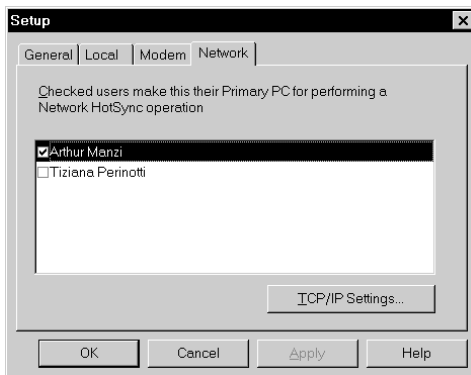 Setup
General Local Modem Network
Checked users make this their Primary PC for performing a
Network HotSync operation
Arthur Manzi
Tiziana Perinotti
TCP/IP Settings...
OK Cancel Apply Help